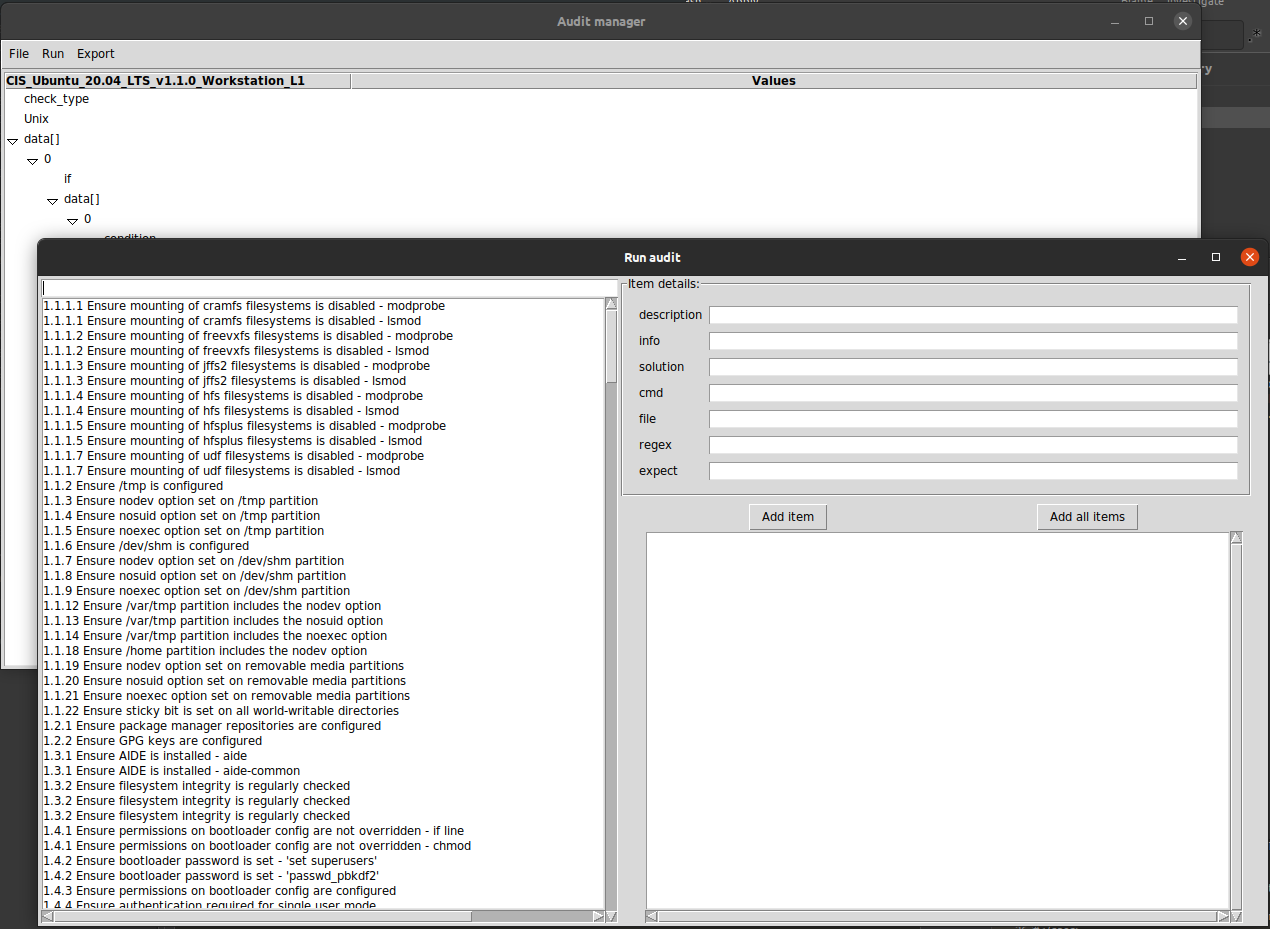 Audit manager
File Run Export
CIS_Ubuntu_20.04_LTS_v1.1.0_Workstation_L1 Values
check_type
Unix
data[]
0
if
data[]
0
condition
Run audit
1.1.1.1 Ensure mounting of cramfs filesystems is disabled - modprobe
1.1.1.1 Ensure mounting of cramfs filesystems is disabled - lsmod
1.1.1.2 Ensure mounting of freevxfs filesystems is disabled - modprobe
1.1.1.2 Ensure mounting of freevxfs filesystems is disabled - lsmod
1.1.1.3 Ensure mounting of jffs2 filesystems is disabled - modprobe
1.1.1.3 Ensure mounting of jffs2 filesystems is disabled - lsmod
1.1.1.4 Ensure mounting of hfs filesystems is disabled - modprobe
1.1.1.4 Ensure mounting of hfs filesystems is disabled - lsmod
1.1.1.5 Ensure mounting of hfsplus filesystems is disabled - modprobe
1.1.1.5 Ensure mounting of hfsplus filesystems is disabled - lsmod
1.1.1.7 Ensure mounting of udf filesystems is disabled - modprobe
1.1.1.7 Ensure mounting of udf filesystems is disabled - lsmod
1.1.2 Ensure /tmp is configured
1.1.3 Ensure nodev option set on /tmp partition
1.1.4 Ensure nosuid option set on /tmp partition
1.1.5 Ensure noexec option set on /tmp partition
1.1.6 Ensure /dev/shm is configured
1.1.7 Ensure nodev option set on /dev/shm partition
1.1.8 Ensure nosuid option set on /dev/shm partition
1.1.9 Ensure noexec option set on /dev/shm partition
1.1.12 Ensure /var/tmp partition includes the nodev option
1.1.13 Ensure /var/tmp partition includes the nosuid option
1.1.14 Ensure /var/tmp partition includes the noexec option
1.1.18 Ensure /home partition includes the nodev option
1.1.19 Ensure nodev option set on removable media partitions
1.1.20 Ensure nosuid option set on removable media partitions
1.1.21 Ensure noexec option set on removable media partitions
1.1.22 Ensure sticky bit is set on all world-writable directories
1.2.1 Ensure package manager repositories are configured
1.2.2 Ensure GPG keys are configured
1.3.1 Ensure AIDE is installed - aide
1.3.1 Ensure AIDE is installed - aide-common
1.3.2 Ensure filesystem integrity is regularly checked
1.3.2 Ensure filesystem integrity is regularly checked
1.3.2 Ensure filesystem integrity is regularly checked
1.4.1 Ensure permissions on bootloader config are not overridden - if line
1.4.1 Ensure permissions on bootloader config are not overridden - chmod
1.4.2 Ensure bootloader password is set - 'set superusers'
1.4.2 Ensure bootloader password is set - 'passwd_pbkdf2'
1.4.3 Ensure permissions on bootloader config are configured
1.4.4 Ensure authentication required for single user mode
Item details:
description
info
solution
cmd
file
regex
expect
Add item Add all items